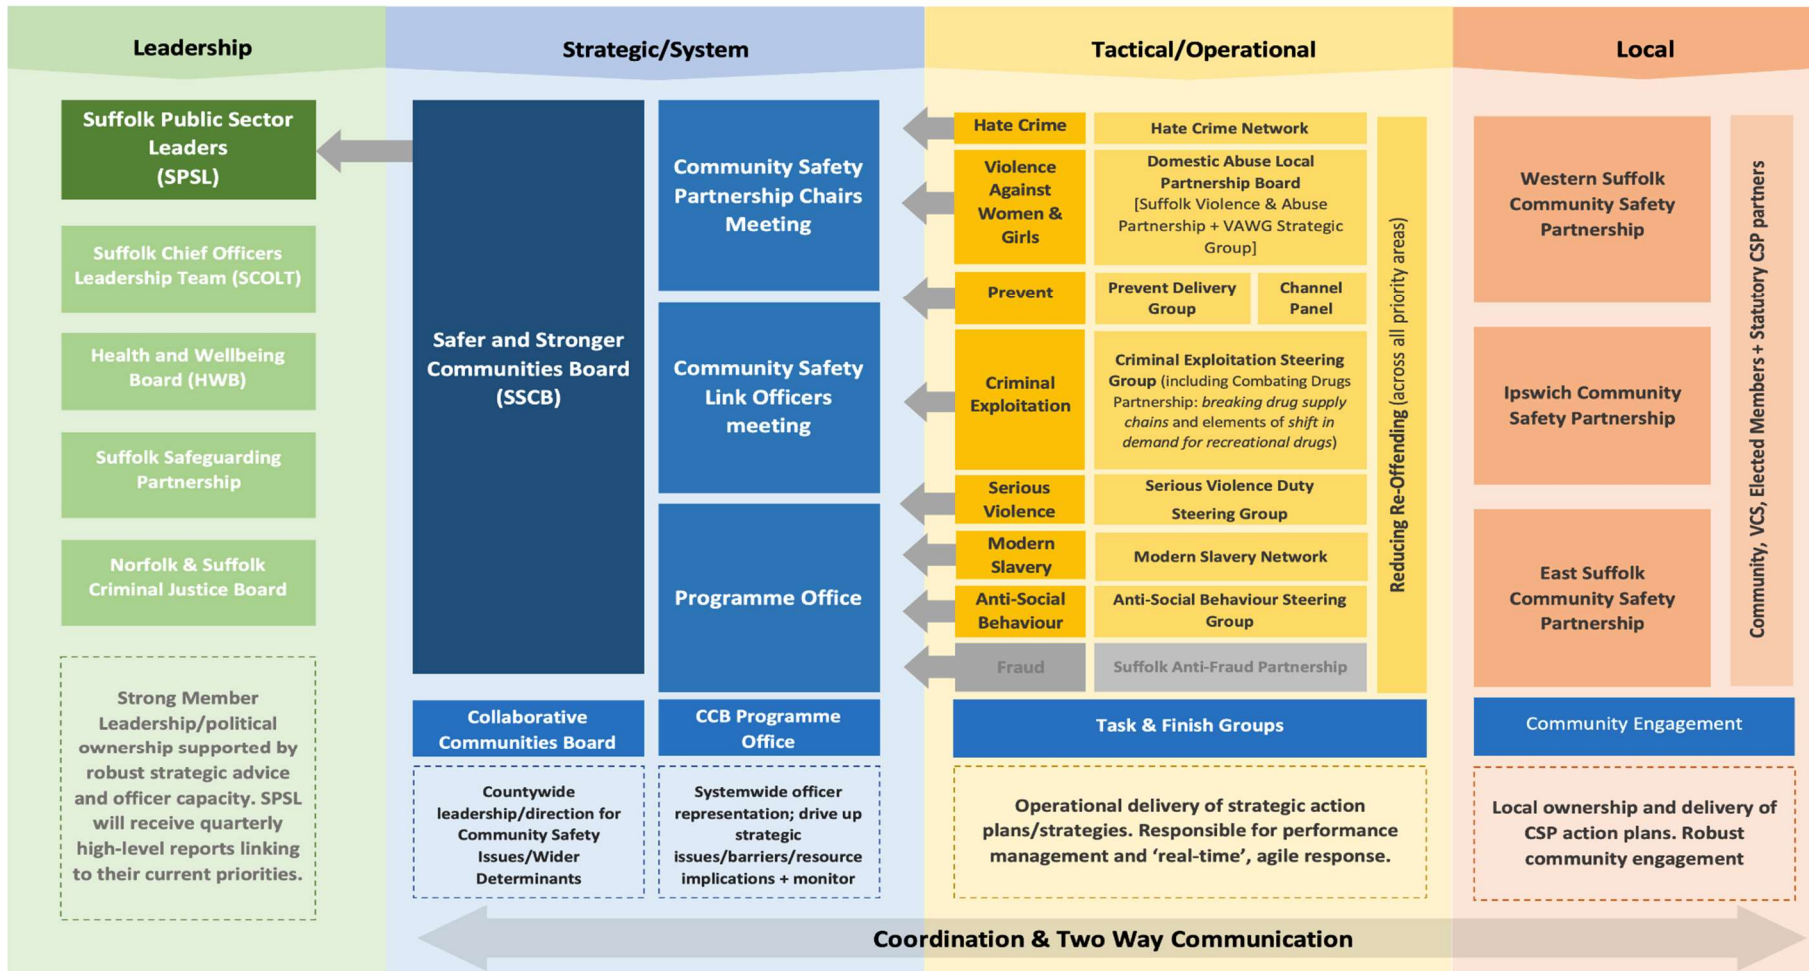 Leadership
Suffolk Public Sector
Leaders
(SPSL)
Suffolk Chief Officers
Leadership Team (SCOLT)
Health and Wellbeing
Board (HWB)
Suffolk Safeguarding
Partnership
Norfolk & Suffolk
Criminal Justice Board
Strong Member
Leadership/political
ownership supported by
robust strategic advice
and officer capacity. SPSL
will receive quarterly
high-level reports linking
to their current priorities.
Strategic/System
Safer and Stronger
Communities Board
(SSCB)
Community Safety
Partnership Chairs
Meeting
Community Safety
Link Officers
meeting
Programme Office
Collaborative
Communities Board
CCB Programme
Office
Countywide
leadership/direction for
Community Safety
Issues/Wider
Determinants
Systemwide officer
representation; drive up
strategic
issues/barriers/resource
implications + monitor
Tactical/Operational
Hate Crime
Hate Crime Network
Violence
Against
Women &
Girls
Domestic Abuse Local
Partnership Board
[Suffolk Violence & Abuse
Partnership + VAWG Strategic
Group]
Prevent
Prevent Delivery
Group
Channel
Panel
Criminal
Exploitation
Criminal Exploitation Steering
Group (including Combating Drugs
Partnership: breaking drug supply
chains and elements of shift in
demand for recreational drugs)
Serious
Violence
Serious Violence Duty
Steering Group
Modern
Slavery
Modern Slavery Network
Anti-Social
Behaviour
Anti-Social Behaviour Steering
Group
Fraud
Suffolk Anti-Fraud Partnership
Reducing Re-Offending (across all priority areas)
Task & Finish Groups
Operational delivery of strategic action
plans/strategies. Responsible for performance
management and ‘real-time’, agile response.
Local
Western Suffolk
Community Safety
Partnership
Ipswich Community
Safety Partnership
East Suffolk
Community Safety
Partnership
Community, VCS, Elected Members + Statutory CSP partners
Community Engagement
Local ownership and delivery of
CSP action plans. Robust
community engagement
Coordination & Two Way Communication